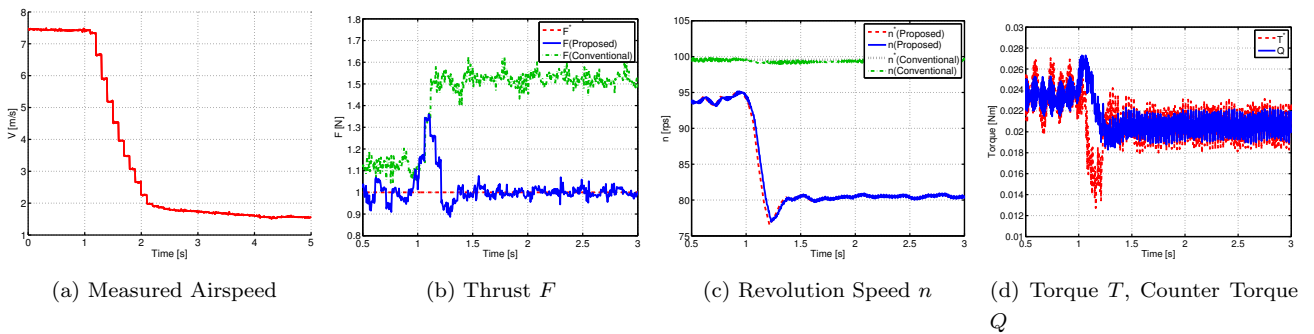 8
7
6
5
4
3
2
1
V [m/s]
0 1 2 3 4 5
Time [s]
(a) Measured Airspeed
1.8
1.7
1.6
1.5
1.4
1.3
1.2
1.1
1
0.9
0.8
F [N]
F*
F(Proposed)
F(Conventional)
0.5 1 1.5 2 2.5 3
Time [s]
(b) Thrust F
105
100
95
90
85
80
75
n [rps]
n*(Proposed)
n(Proposed)
n*(Conventional)
n(Conventional)
0.5 1 1.5 2 2.5 3
Time [s]
(c) Revolution Speed n
0.03
0.028
0.026
0.024
0.022
0.02
0.018
0.016
0.014
0.012
0.01
Torque [Nm]
T*
Q
0.5 1 1.5 2 2.5 3
Time [s]
(d) Torque T, Counter Torque
Q